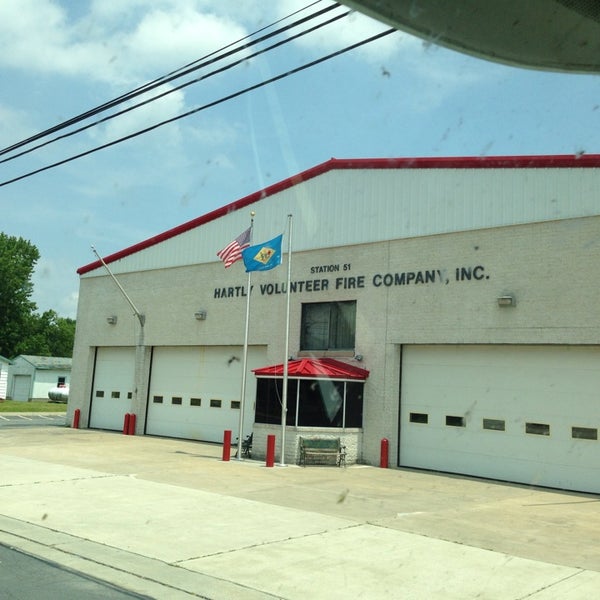 STATION 51
HARTLY VOLUNTEER FIRE COMPANY, INC.